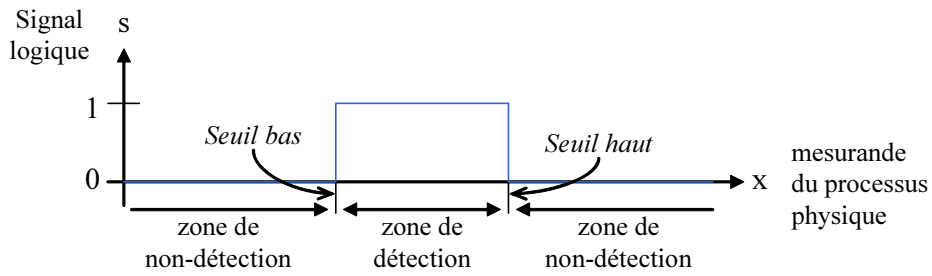 Signal
logique
s
1
Seuil bas
Seuil haut
0
x
mesurande
du processus
physique
zone de
non-détection
zone de
détection
zone de
non-détection